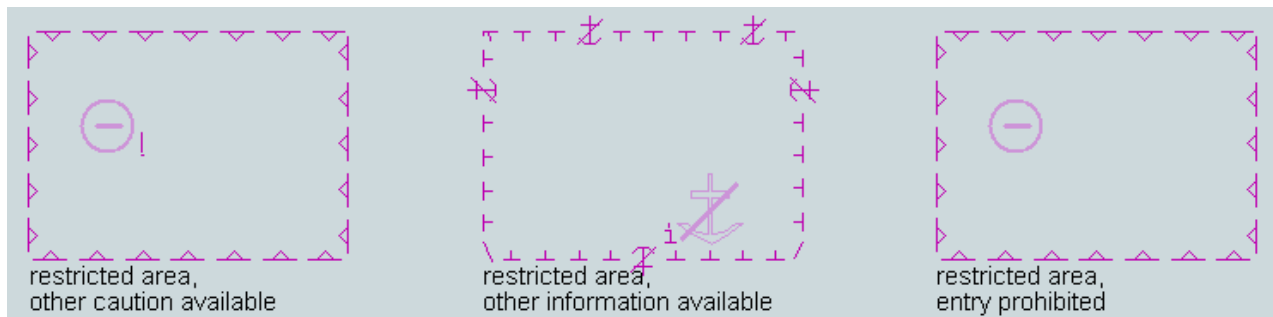 !
i
restricted area,
other caution available
restricted area,
other information available
restricted area,
entry prohibited